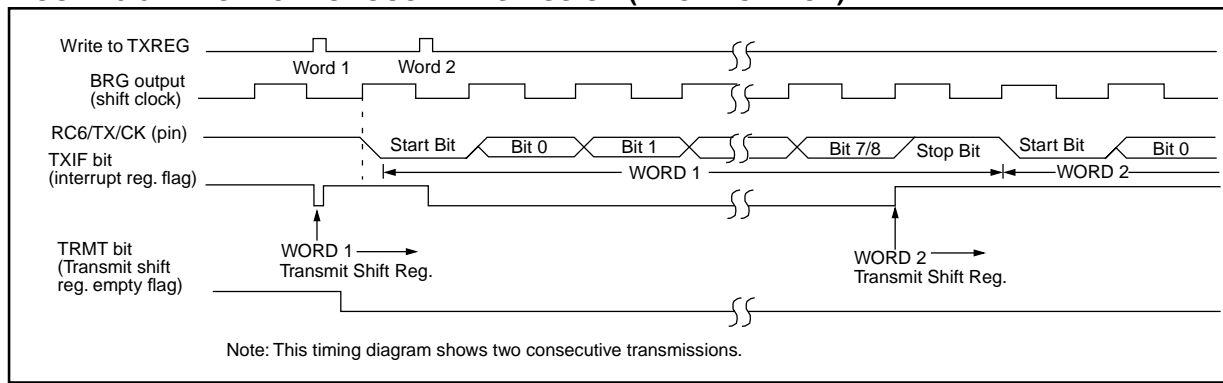 Write to TXREG
Word 1 Word 2
BRG output
(shift clock)
RC6/TX/CK (pin)
Start Bit Bit 0 Bit 1 Bit 7/8 Stop Bit Start Bit Bit 0
TXIF bit
(interrupt reg. flag)
WORD 1 WORD 2
TRMT bit
(Transmit shift
reg. empty flag)
WORD 1
Transmit Shift Reg.
WORD 2
Transmit Shift Reg.
Note: This timing diagram shows two consecutive transmissions.